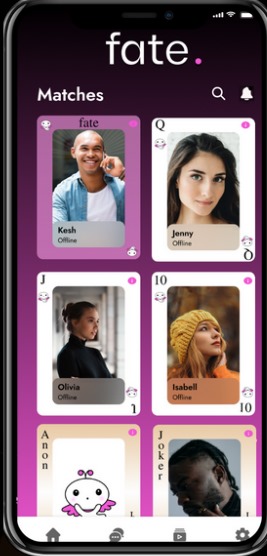 fate.
Matches
fate
Kesh
Offline
Q
Jenny
Offline
Q
J
Olivia
Offline
J
10
Isabell
Offline
10
Anon
Joker